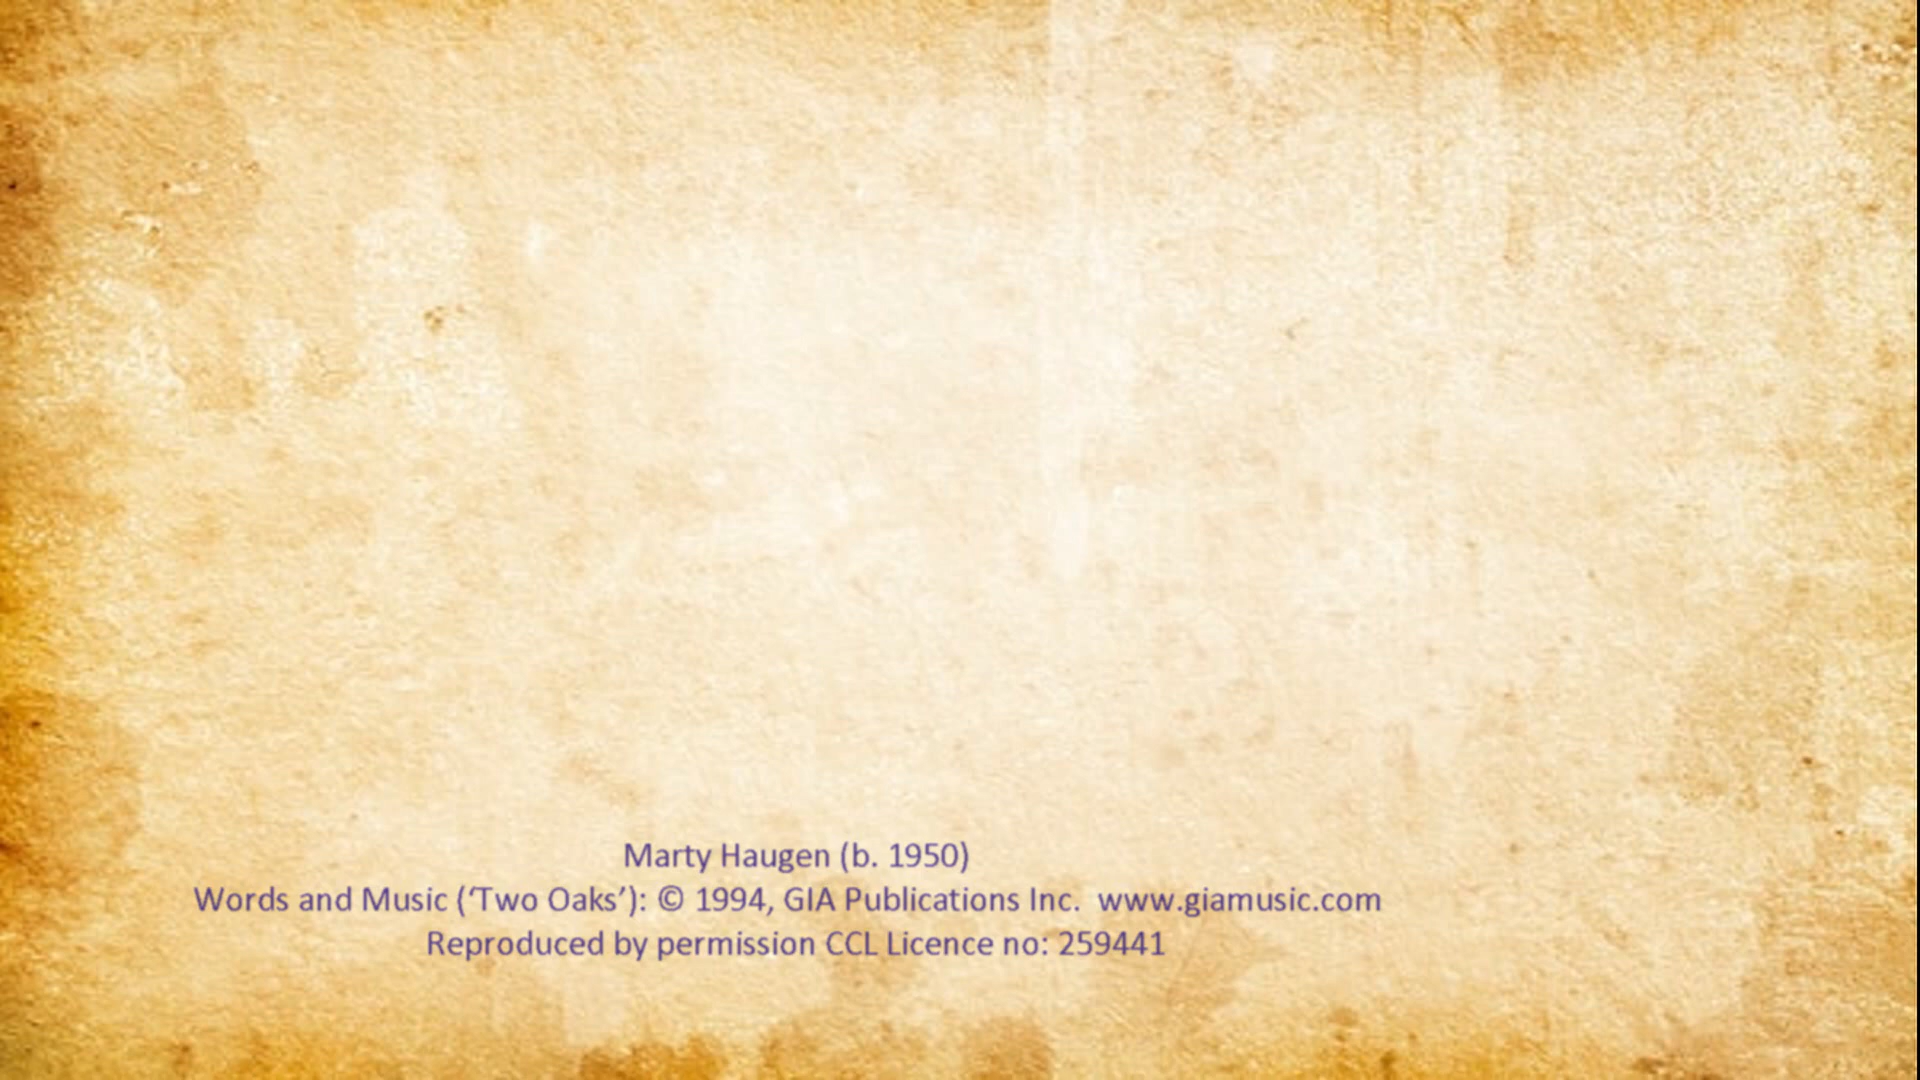 Marty Haugen (b. 1950)
Words and Music (‘Two Oaks’): © 1994, GIA Publications Inc.  www.giamusic.com
Reproduced by permission CCL Licence no: 259441